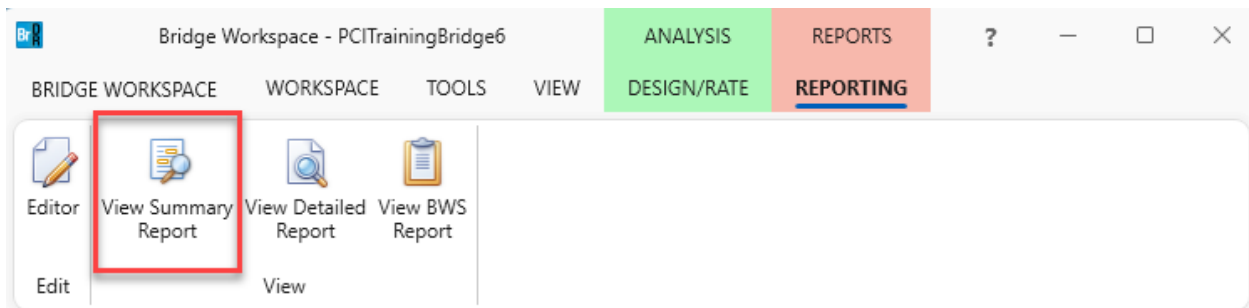 Br DR
Bridge Workspace - PCITrainingBridge6
ANALYSIS
REPORTS
?
BRIDGE WORKSPACE
WORKSPACE
TOOLS
VIEW
DESIGN/RATE
REPORTING
Editor
View Summary
Report
View Detailed
Report
View BWS
Report
Edit
View